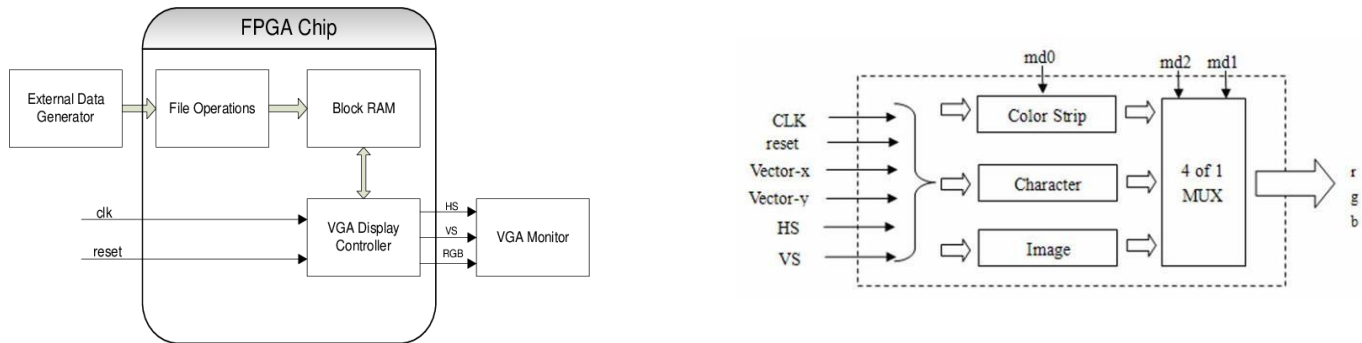 FPGA Chip
External Data
Generator
File Operations
Block RAM
clk
reset
VGA Display
Controller
HS
VS
RGB
VGA Monitor
md0
md2 md1
CLK
reset
Vector-x
Vector-y
HS
VS
Color Strip
Character
Image
4 of 1
MUX
r
g
b